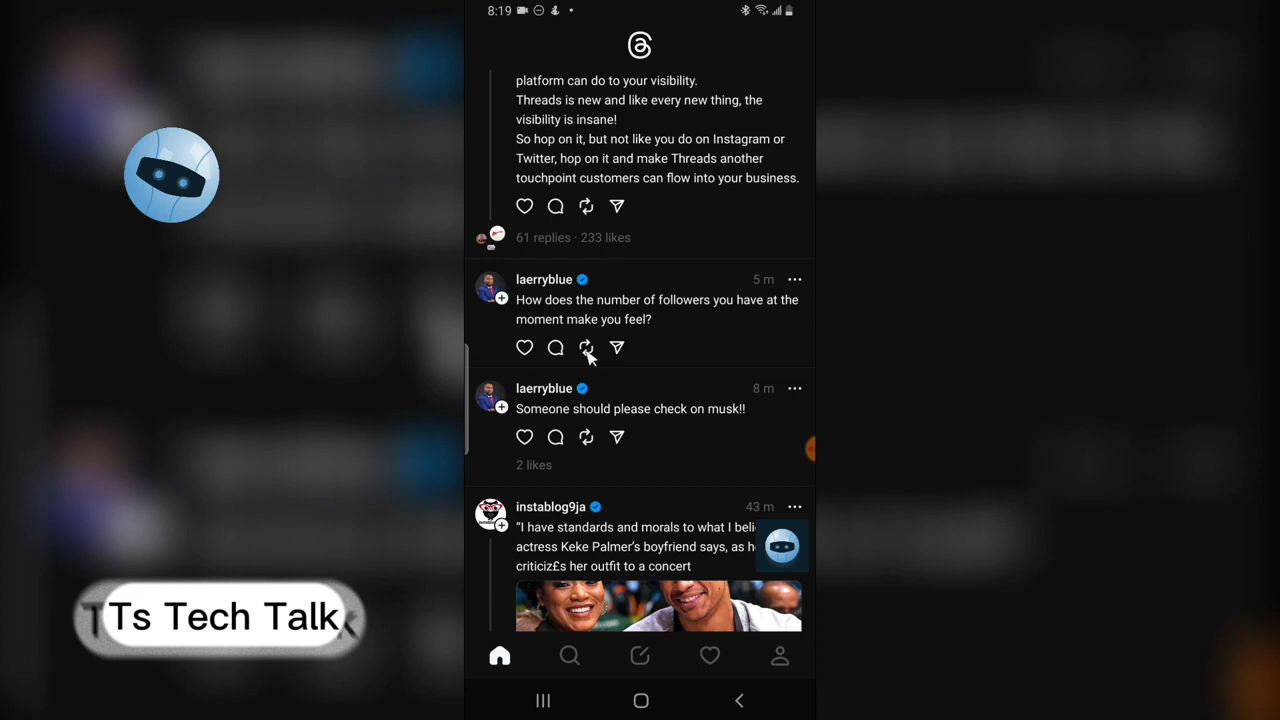 8:19
platform can do to your visibility.
Threads is new and like every new thing, the
visibility is insane!
So hop on it, but not like you do on Instagram or
Twitter, hop on it and make Threads another
touchpoint customers can flow into your business.
61 replies · 233 likes
laerryblue 5 m
How does the number of followers you have at the
moment make you feel?
laerryblue 8 m
Someone should please check on musk!!
2 likes
instablog9ja 43 m
“I have standards and morals to what I beli
actress Keke Palmer’s boyfriend says, as h
criticiz£s her outfit to a concert
Ts Tech Talk